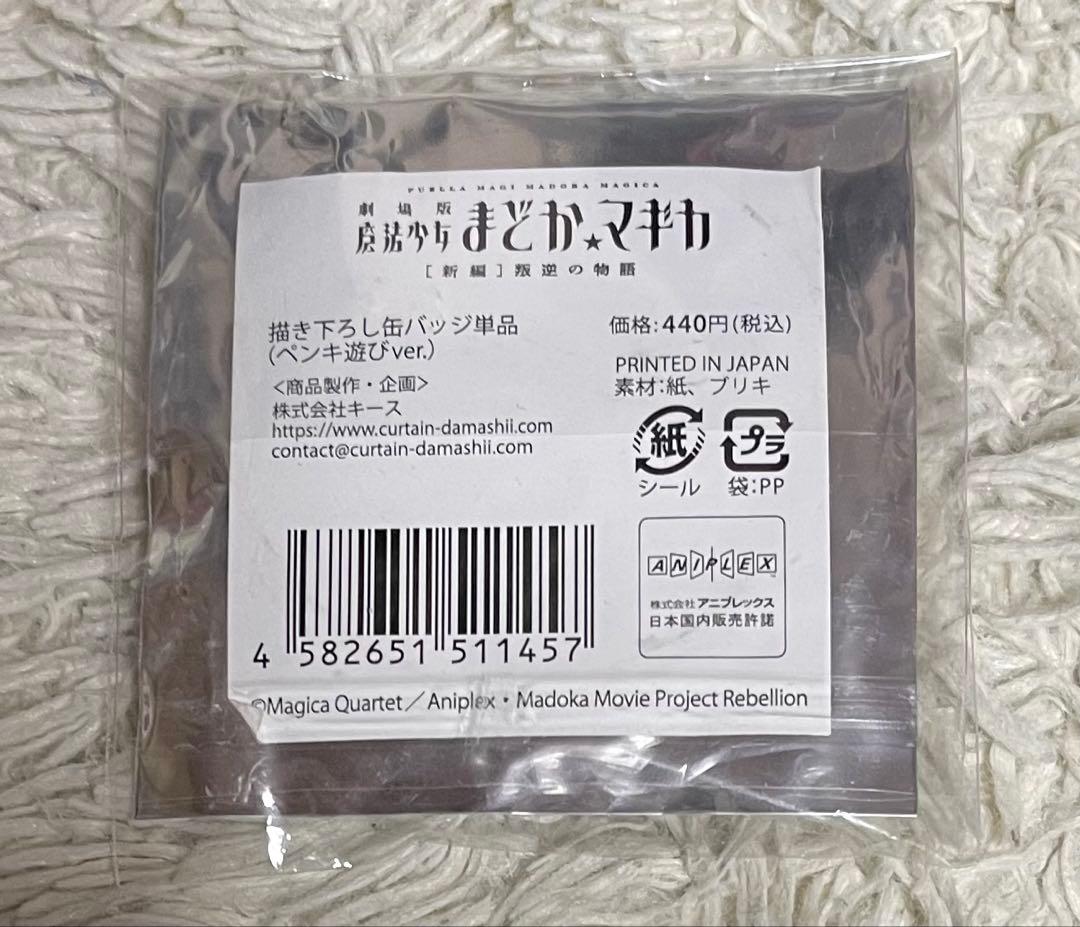 PUELLA MAGI MADOKA MAGICA
劇場版
魔法少女まどか★マギカ
[新編]叛逆の物語
描き下ろし缶バッジ単品
(ペンキ遊びver.)
<商品製作・企画>
株式会社キース
https://www.curtain-damashii.com
contact@curtain-damashii.com
価格:440円(税込)
PRINTED IN JAPAN
素材:紙、ブリキ
紙
シール
プラ
袋:PP
4 582651 511457
ANIPLEX
株式会社アニプレックス
日本国内販売許諾
©Magica Quartet/Aniplex・Madoka Movie Project Rebellion